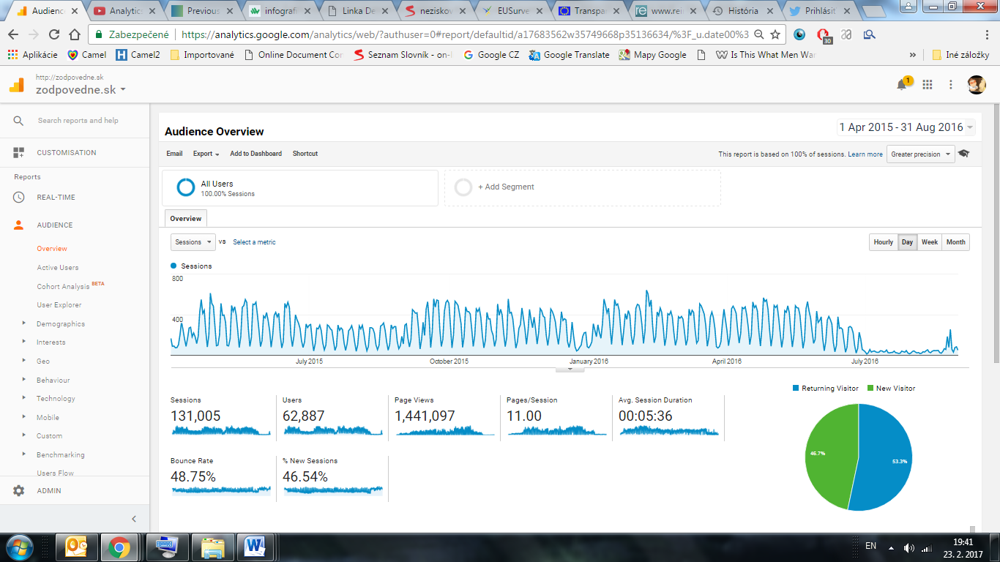 Audience
Analytics
Previous
infografi
Linka De
neziskov
EUSurve
Transpa
www.rei
História
Prihlásit
Zabezpečené
https://analytics.google.com/analytics/web/?authuser=0#report/defaultid/a17683562w35749668p35136634/%3F_u.date00%3
30
Aplikácie
Camel
Camel2
Importované
Online Document Con
Seznam Slovník – on-l
Google CZ
Google Translate
Mapy Google
Is This What Men Wan
»
Iné záložky
http://zodpovedne.sk
zodpovedne.sk
1
Search reports and help
CUSTOMISATION
Reports
REAL-TIME
AUDIENCE
Overview
Active Users
Cohort Analysis BETA
User Explorer
Demographics
Interests
Geo
Behaviour
Technology
Mobile
Custom
Benchmarking
Users Flow
ADMIN
Audience Overview
1 Apr 2015 - 31 Aug 2016
Email Export Add to Dashboard Shortcut
This report is based on 100% of sessions. Learn more
Greater precision
All Users
100.00% Sessions
+ Add Segment
Overview
Sessions vs Select a metric
Hourly Day Week Month
Sessions
800
400
July 2015 October 2015 January 2016 April 2016 July 2016
Returning Visitor New Visitor
Sessions
131,005
Users
62,887
Page Views
1,441,097
Pages/Session
11.00
Avg. Session Duration
00:05:36
Bounce Rate
48.75%
% New Sessions
46.54%
46.7%
53.3%
EN
19:41
23. 2. 2017